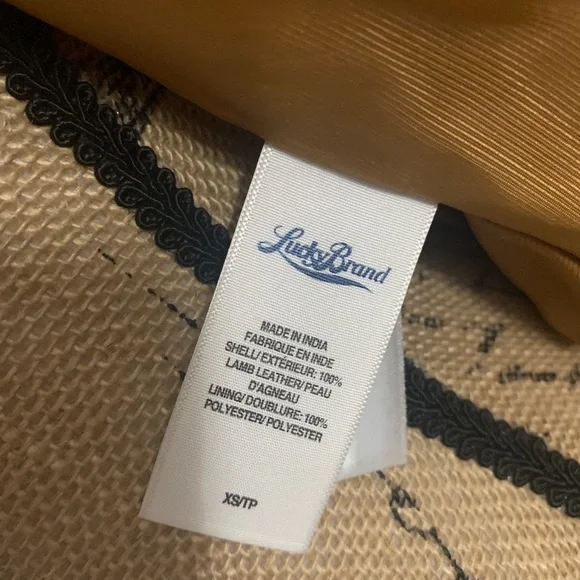 Lucky Brand
MADE IN INDIA
FABRIQUE EN INDE
SHELL/ EXTÉRIEUR: 100%
LAMB LEATHER/ PEAU
D'AGNEAU
LINING/ DOUBLURE: 100%
POLYESTER/ POLYESTER
XS/TP